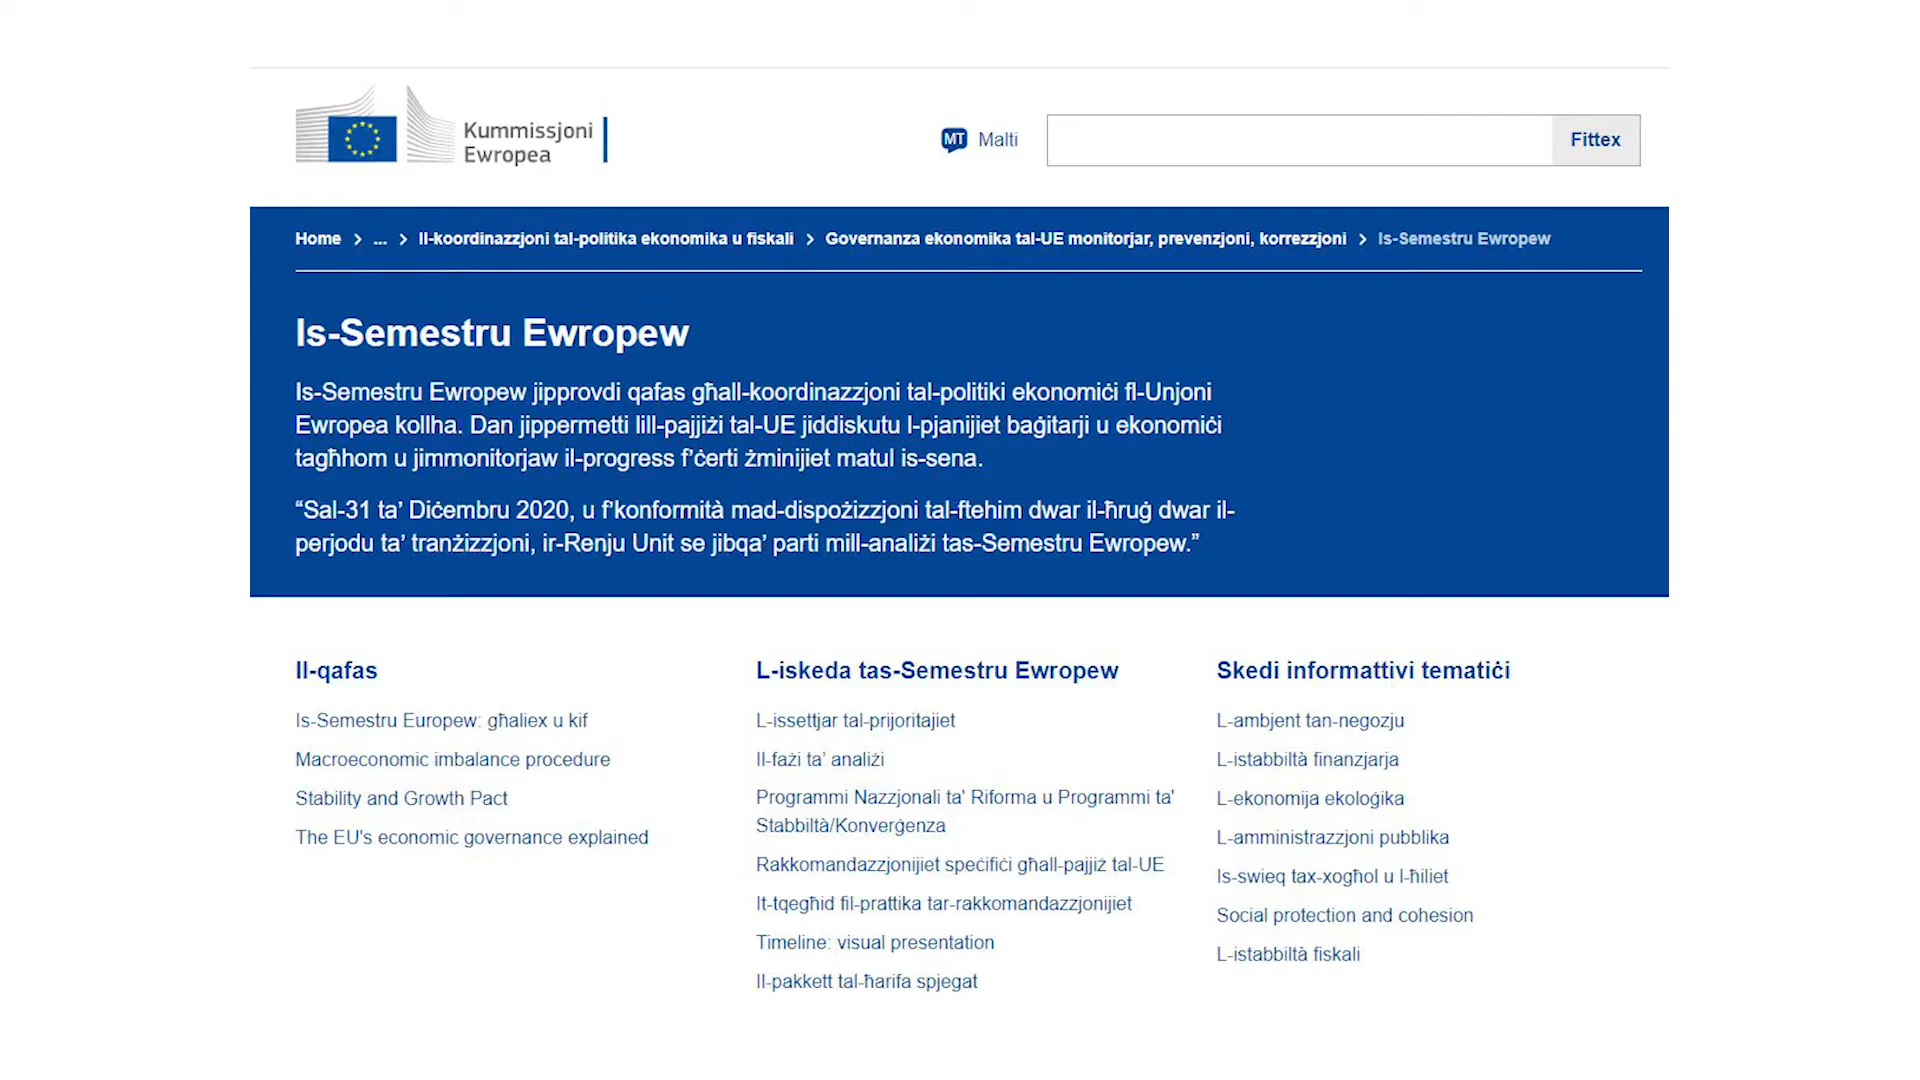 Kummissjoni
Ewropea
MT Malti
Fittex
Home > ... > Il-koordinazzjoni tal-politika ekonomika u fiskali > Governanza ekonomika tal-UE monitorjar, prevenzjoni, korrezzjoni > Is-Semestru Ewropew
Is-Semestru Ewropew
Is-Semestru Ewropew jipprovdi qafas għall-koordinazzjoni tal-politiki ekonomiċi fl-Unjoni
Ewropea kollha. Dan jippermetti lill-pajjiżi tal-UE jiddiskutu l-pjanijiet baġitarji u ekonomiċi
tagħhom u jimmonitorjaw il-progress f’ċerti żminijiet matul is-sena.
“Sal-31 ta’ Diċembru 2020, u f’konformità mad-dispożizzjoni tal-ftehim dwar il-ħruġ dwar il-
perjodu ta’ tranżizzjoni, ir-Renju Unit se jibqa’ parti mill-analiżi tas-Semestru Ewropew.”
Il-qafas
Is-Semestru Europew: għaliex u kif
Macroeconomic imbalance procedure
Stability and Growth Pact
The EU's economic governance explained
L-iskeda tas-Semestru Ewropew
L-issettjar tal-prijoritajiet
Il-fażi ta’ analiżi
Programmi Nazzjonali ta' Riforma u Programmi ta'
Stabbiltà/Konverġenza
Rakkomandazzjonijiet speċifiċi għall-pajjiż tal-UE
It-tqegħid fil-prattika tar-rakkomandazzjonijiet
Timeline: visual presentation
Il-pakkett tal-ħarifa spjegat
Skedi informattivi tematiċi
L-ambjent tan-negozju
L-istabbiltà finanzjarja
L-ekonomija ekoloġika
L-amministrazzjoni pubblika
Is-swieq tax-xogħol u l-ħiliet
Social protection and cohesion
L-istabbiltà fiskali